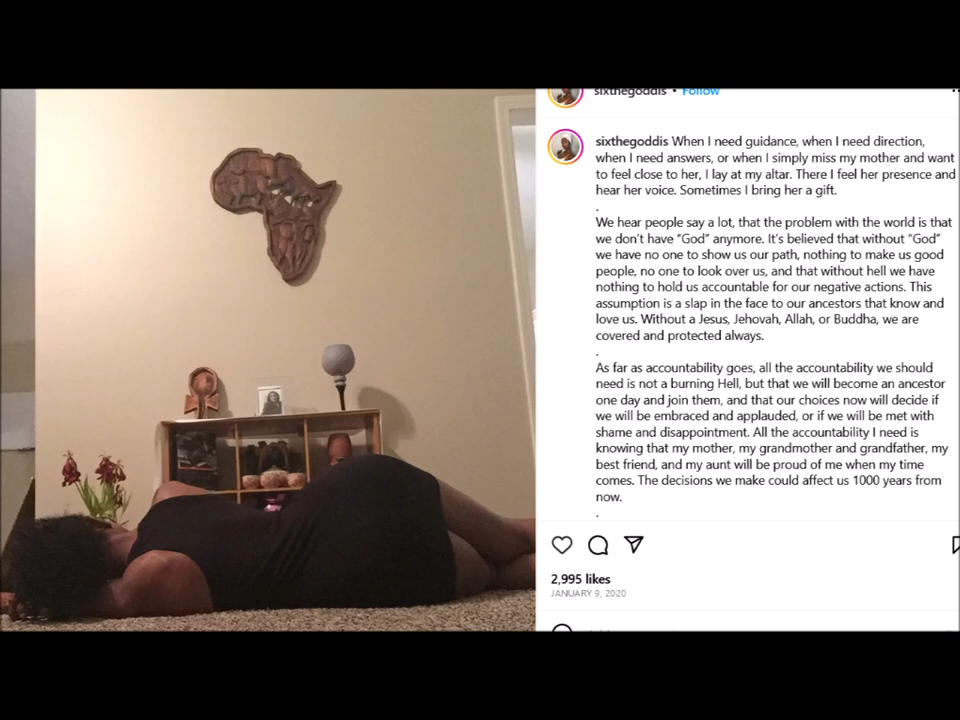 sixthegoddis • Follow
sixthegoddis When I need guidance, when I need direction,
when I need answers, or when I simply miss my mother and want
to feel close to her, I lay at my altar. There I feel her presence and
hear her voice. Sometimes I bring her a gift.
.
We hear people say a lot, that the problem with the world is that
we don't have "God" anymore. It's believed that without "God"
we have no one to show us our path, nothing to make us good
people, no one to look over us, and that without hell we have
nothing to hold us accountable for our negative actions. This
assumption is a slap in the face to our ancestors that know and
love us. Without a Jesus, Jehovah, Allah, or Buddha, we are
covered and protected always.
.
As far as accountability goes, all the accountability we should
need is not a burning Hell, but that we will become an ancestor
one day and join them, and that our choices now will decide if
we will be embraced and applauded, or if we will be met with
shame and disappointment. All the accountability I need is
knowing that my mother, my grandmother and grandfather, my
best friend, and my aunt will be proud of me when my time
comes. The decisions we make could affect us 1000 years from
now.
.
2,995 likes
JANUARY 9, 2020